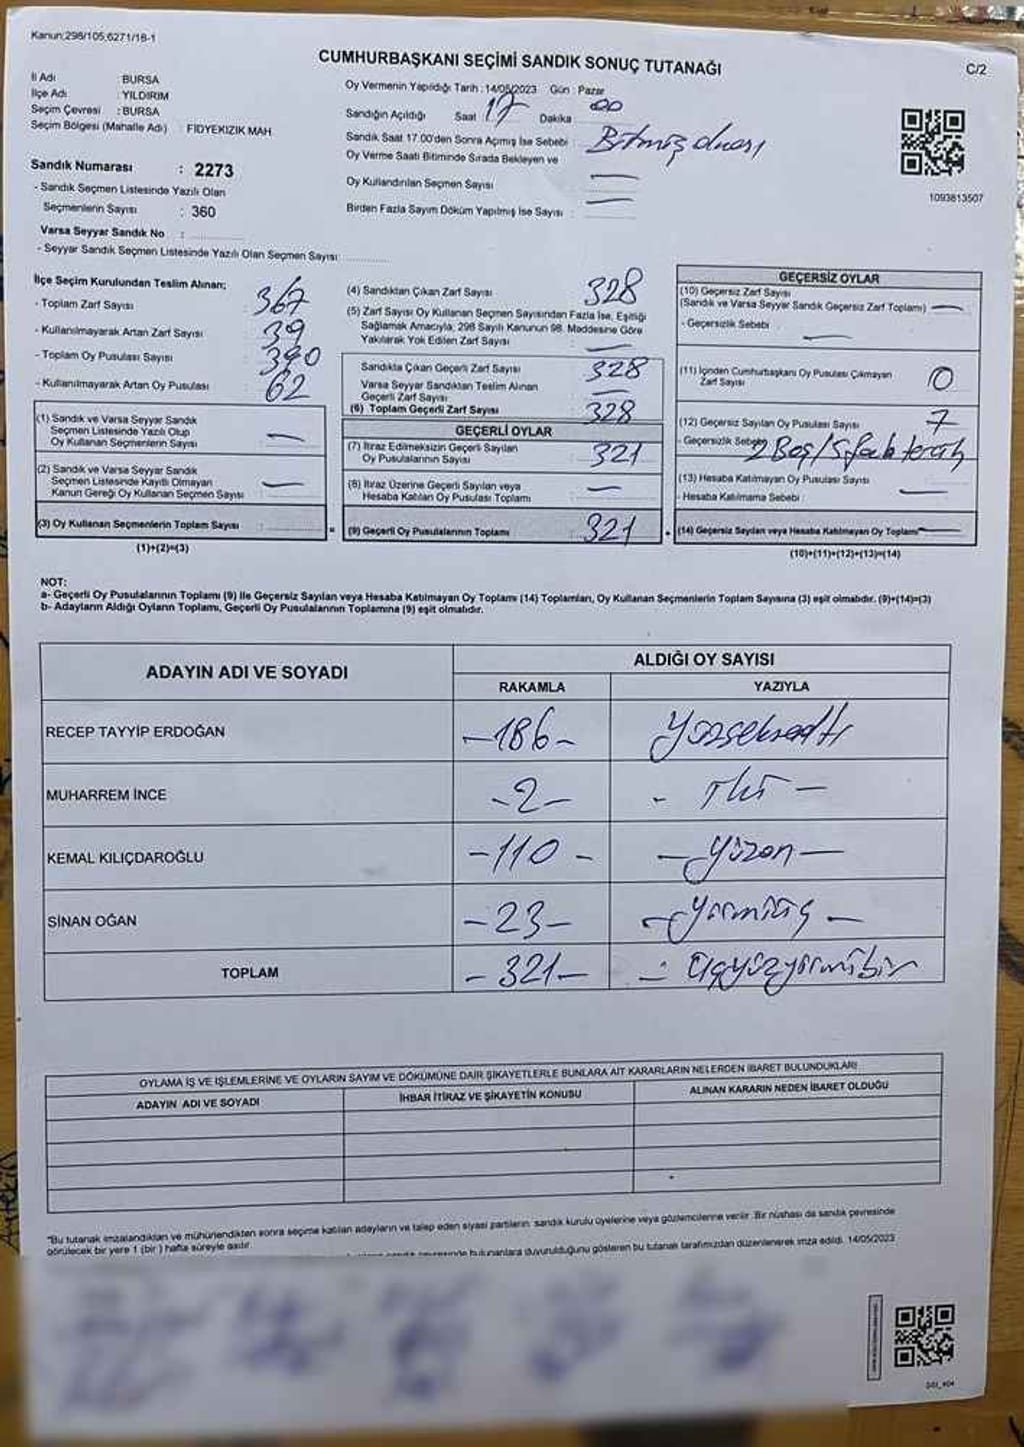 Kanun:298/105,6271/18-1
CUMHURBAŞKANI SEÇİMİ SANDIK SONUÇ TUTANAĞI
C/2
İl Adı : BURSA
İlçe Adı : YILDIRIM
Seçim Çevresi : BURSA
Seçim Bölgesi (Mahalle Adı) : FİDYEKIZIK MAH.
Sandık Numarası : 2273
- Sandık Seçmen Listesinde Yazılı Olan
Seçmenlerin Sayısı : 360
Varsa Seyyar Sandık No :
- Seyyar Sandık Seçmen Listesinde Yazılı Olan Seçmen Sayısı:
Oy Vermenin Yapıldığı Tarih : 14/05/2023 Gün : Pazar
Sandığın Açıldığı Saat 17 Dakika : 00
Sandık Saat 17.00'den Sonra Açılmış İse Sebebi :
Oy Verme Saati Bitiminde Sırada Bekleyen ve
Oy Kullandırılan Seçmen Sayısı : —
Birden Fazla Sayım Döküm Yapılmış İse Sayısı : —
1093813507
İlçe Seçim Kurulundan Teslim Alınan;
- Toplam Zarf Sayısı : 367
- Kullanılmayarak Artan Zarf Sayısı : 39
- Toplam Oy Pusulası Sayısı : 390
- Kullanılmayarak Artan Oy Pusulası : 62
(1) Sandık ve Varsa Seyyar Sandık
Seçmen Listesinde Yazılı Olup
Oy Kullanan Seçmenlerin Sayısı : —
(2) Sandık ve Varsa Seyyar Sandık
Seçmen Listesinde Kayıtlı Olmayan
Kanun Gereği Oy Kullanan Seçmen Sayısı : —
(3) Oy Kullanan Seçmenlerin Toplam Sayısı :
(1)+(2)=(3)
(4) Sandıktan Çıkan Zarf Sayısı : 328
(5) Zarf Sayısı Oy Kullanan Seçmen Sayısından Fazla İse, Eşitliği
Sağlamak Amacıyla, 298 Sayılı Kanunun 98. Maddesine Göre
Yakılarak Yok Edilen Zarf Sayısı : —
Sandıkta Çıkan Geçerli Zarf Sayısı : 328
Varsa Seyyar Sandıktan Teslim Alınan
Geçerli Zarf Sayısı : —
(6) Toplam Geçerli Zarf Sayısı : 328
GEÇERLİ OYLAR
(7) İtiraz Edilmeksizin Geçerli Sayılan
Oy Pusulalarının Sayısı : 321
(8) İtiraz Üzerine Geçerli Sayılan veya
Hesaba Katılan Oy Pusulası Toplamı : —
(9) Geçerli Oy Pusulalarının Toplamı : 321
GEÇERSİZ OYLAR
(10) Geçersiz Zarf Sayısı
(Sandık ve Varsa Seyyar Sandık Geçersiz Zarf Toplamı) —
- Geçersizlik Sebebi : —
(11) İçinden Cumhurbaşkanı Oy Pusulası Çıkmayan
Zarf Sayısı : 0
(12) Geçersiz Sayılan Oy Pusulası Sayısı : 7
- Geçersizlik Sebebi : 2 Boş/5 fazla tercih
(13) Hesaba Katılmayan Oy Pusulası Sayısı :
- Hesaba Katılmama Sebebi : —
(14) Geçersiz Sayılan veya Hesaba Katılmayan Oy Toplamı —
(10)+(11)+(12)+(13)=(14)
NOT:
a- Geçerli Oy Pusulalarının Toplamı (9) ile Geçersiz Sayılan veya Hesaba Katılmayan Oy Toplamı (14) Toplamları, Oy Kullanan Seçmenlerin Toplam Sayısına (3) eşit olmalıdır. (9)+(14)=(3)
b- Adayların Aldığı Oyların Toplamı, Geçerli Oy Pusulalarının Toplamına (9) eşit olmalıdır.
ADAYIN ADI VE SOYADI
ALDIĞI OY SAYISI
RAKAMLA YAZIYLA
RECEP TAYYİP ERDOĞAN -186- Yüzseksenaltı
MUHARREM İNCE -2- - iki -
KEMAL KILIÇDAROĞLU -110- -yüzon-
SİNAN OĞAN -23- -yirmiüç-
TOPLAM -321- - üçyüzyirmibir
OYLAMA İŞ VE İŞLEMLERİNE VE OYLARIN SAYIM VE DÖKÜMÜNE DAİR ŞİKAYETLERLE BUNLARA AİT KARARLARIN NELERDEN İBARET BULUNDUKLARI
ADAYIN ADI VE SOYADI İHBAR İTİRAZ VE ŞİKAYETİN KONUSU ALINAN KARARIN NEDEN İBARET OLDUĞU
"Bu tutanak imzalandıktan ve mühürlendikten sonra seçime katılan adayların ve talep eden siyasi partilerin sandık kurulu üyelerine veya gözlemcilerine verilir. Bir nüshası da sandık çevresinde
görülecek bir yere 1 (bir) hafta süreyle asılır.
bulunanlara duyurulduğunu gösteren bu tutanak tarafımızdan düzenlenerek imza edildi. 14/05/2023